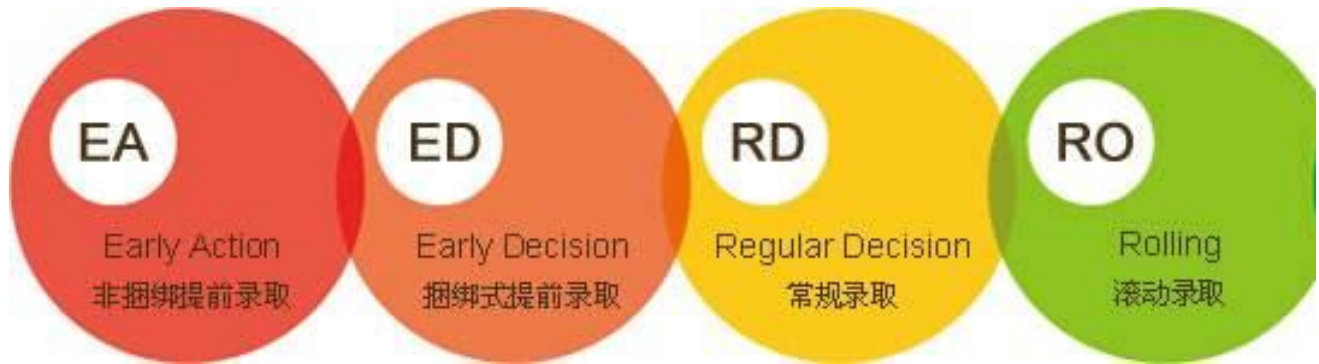 EA
Early Action
非捆绑提前录取
ED
Early Decision
捆绑式提前录取
RD
Regular Decision
常规录取
RO
Rolling
滚动录取